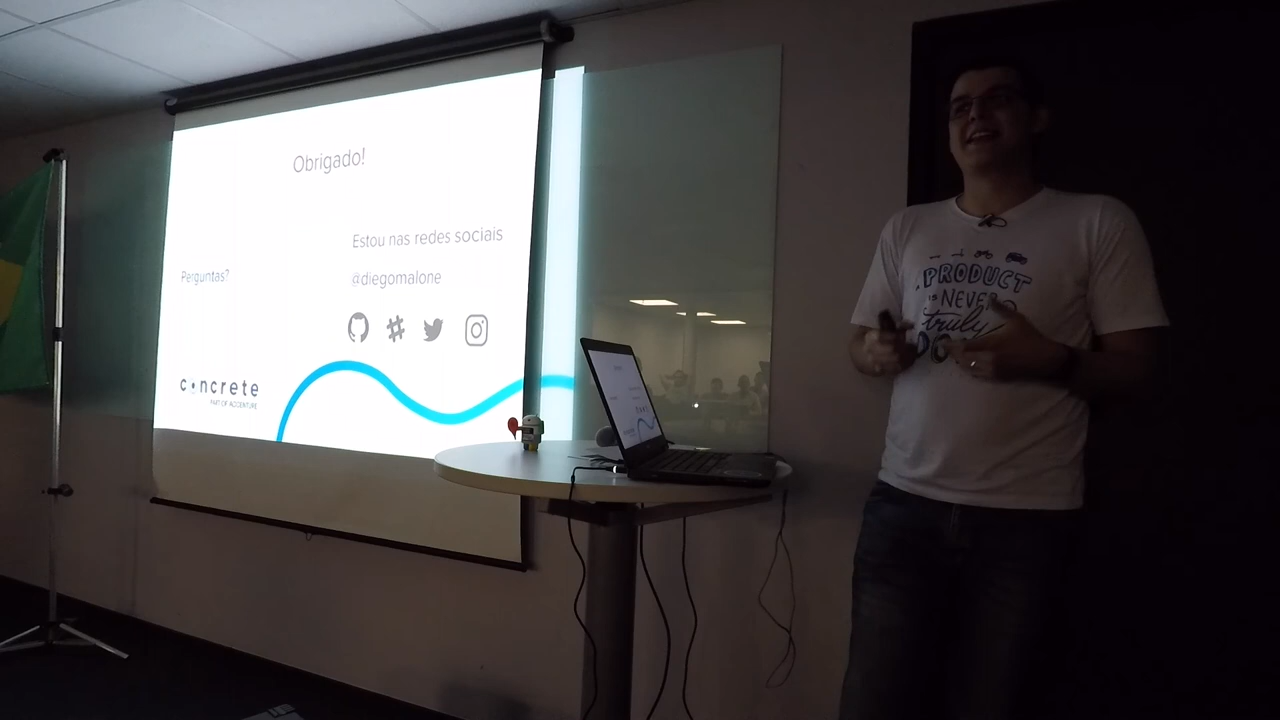 Obrigado!
Estou nas redes sociais
Perguntas?
@diegomalone
concrete
PART OF ACCENTURE
PRODUCT
is NEVER
truly